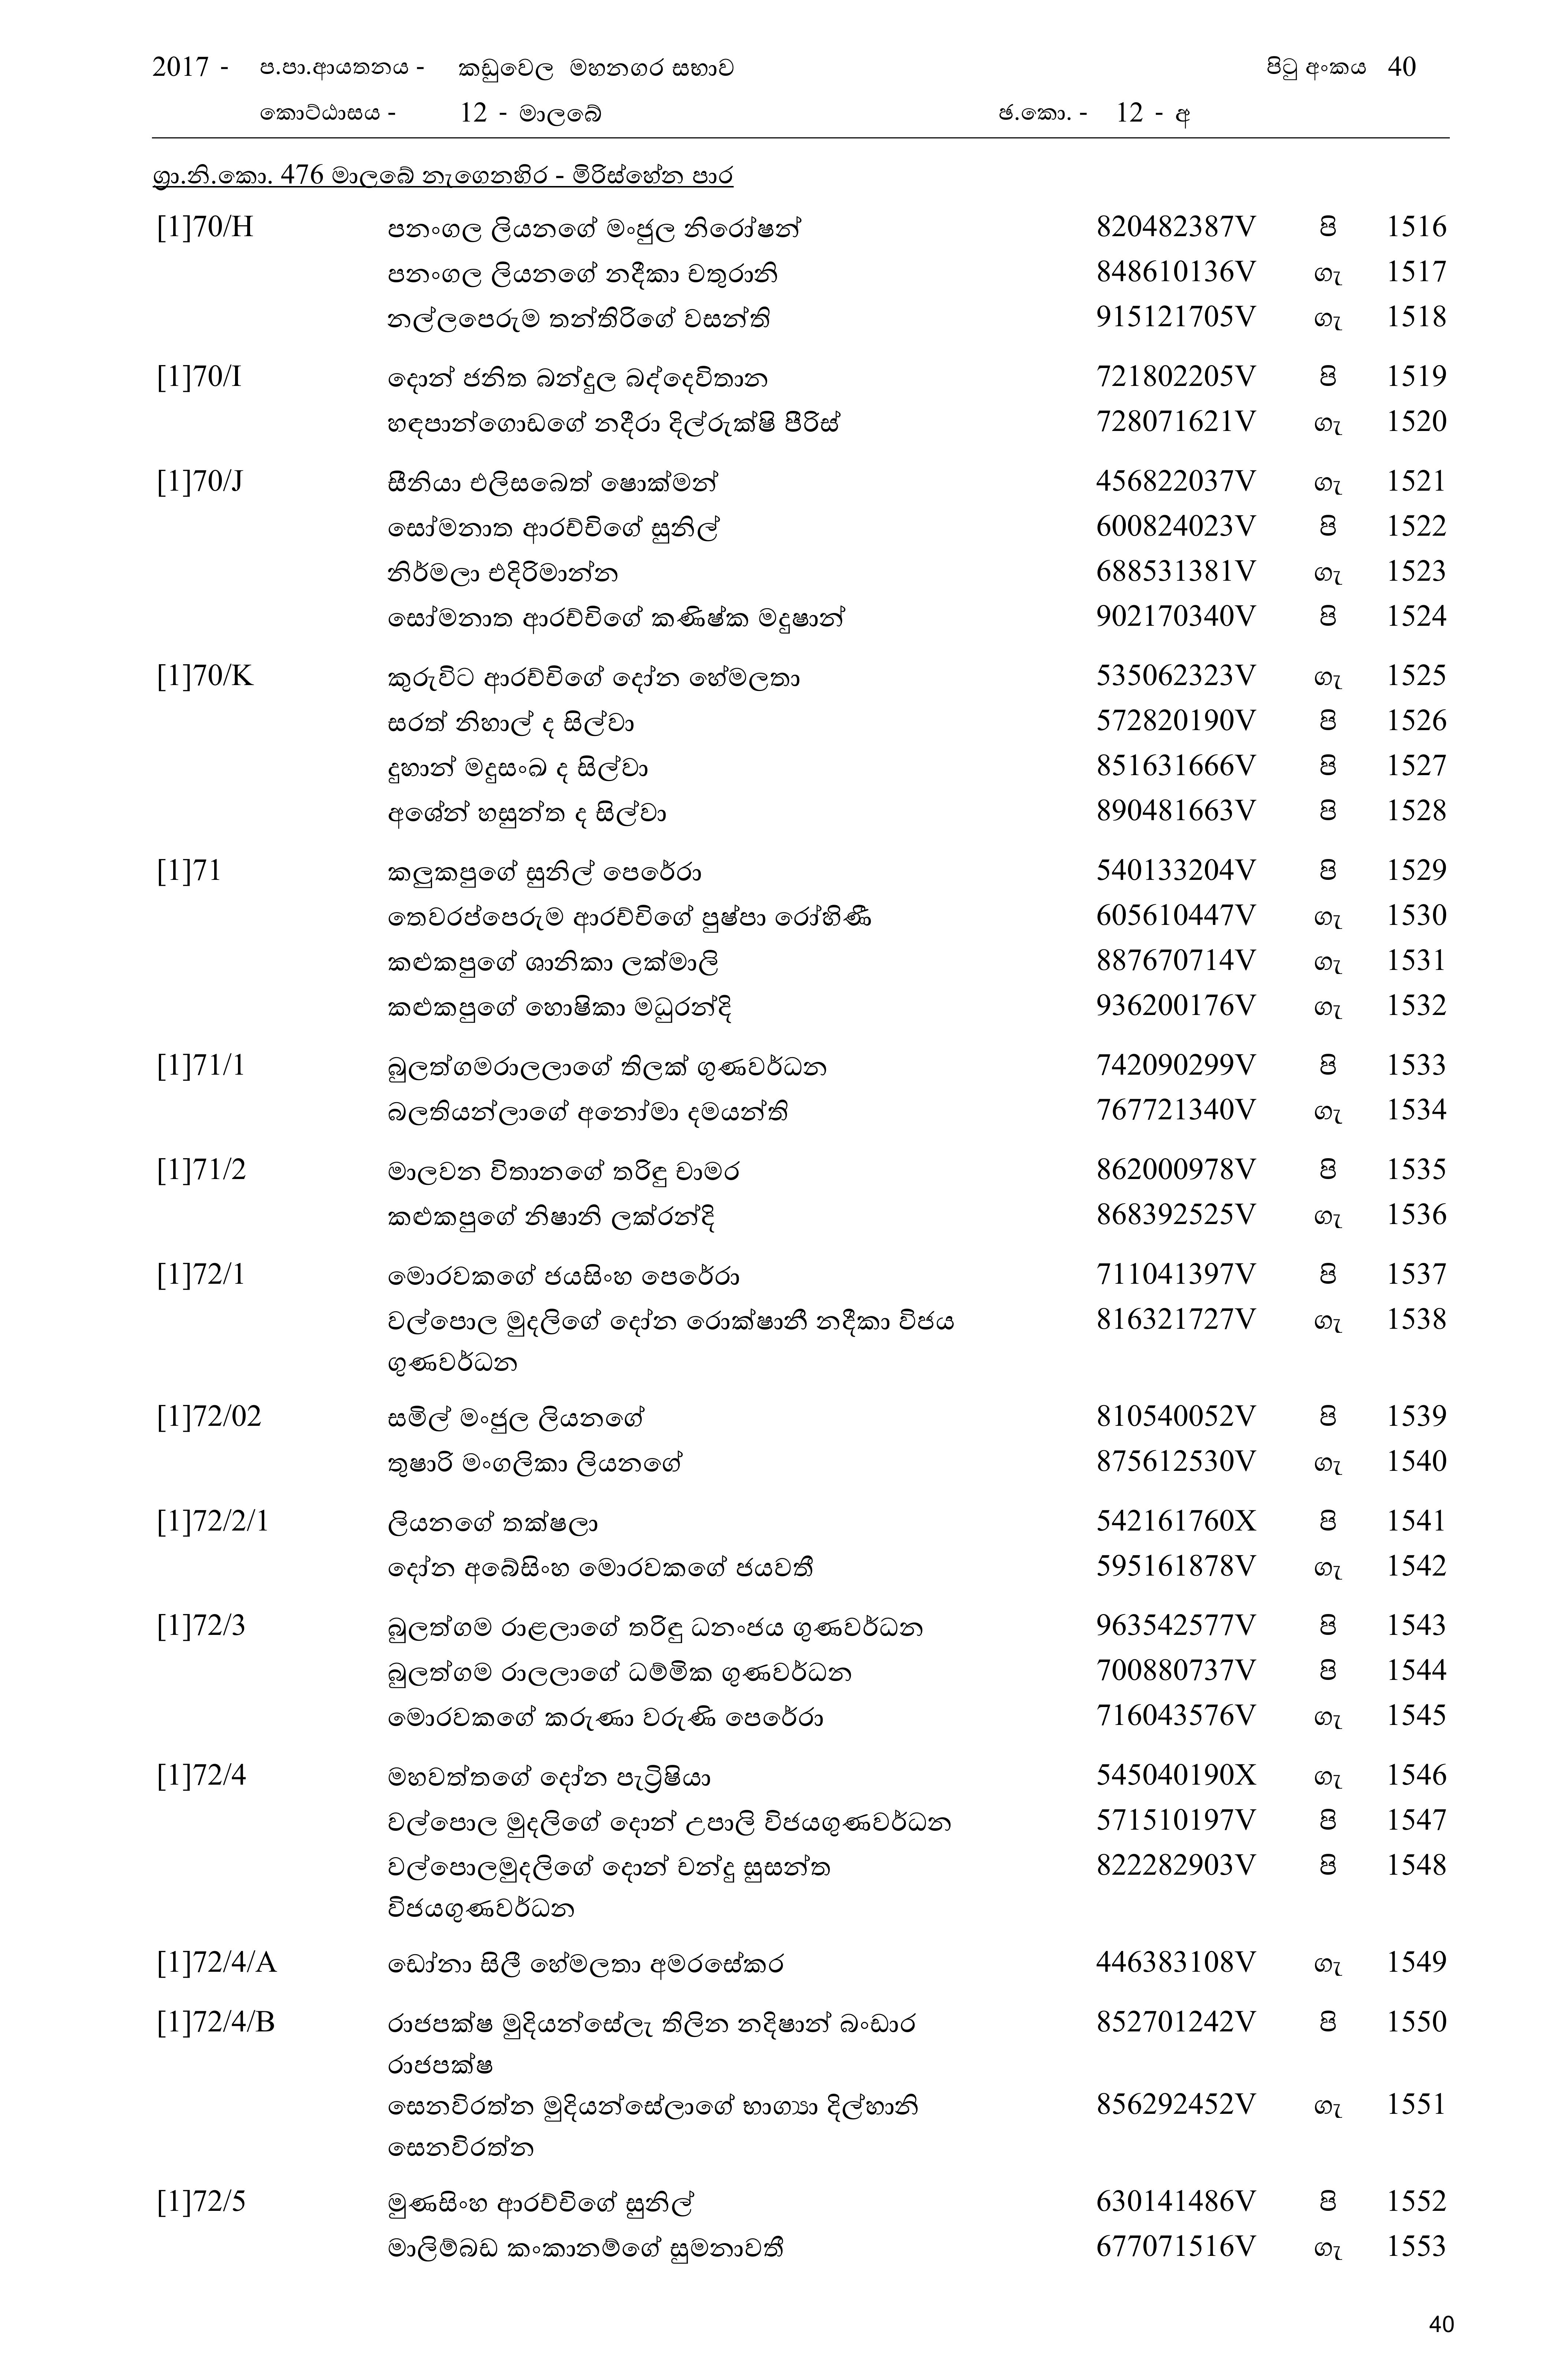 2017 - ප.පා.ආයතනය - කඩුවෙල මහනගර සභාව පිටු අංකය 40
කොට්ඨාසය - 12 - මාලබේ ඡ.කො. - 12 - අ
ග්‍රා.නි.කො. 476 මාලබේ නැගෙනහිර - මිරිස්හේන පාර
[1]70/H පනංගල ලියනගේ මංජුල නිරෝෂන් 820482387V පි 1516
පනංගල ලියනගේ නදීකා චතුරානි 848610136V ගැ 1517
නල්ලපෙරුම තන්තිරිගේ වසන්ති 915121705V ගැ 1518
[1]70/I දොන් ජනිත බන්දුල බද්දෙවිතාන 721802205V පි 1519
හඳපාන්ගොඩගේ නදීරා දිල්රුක්ෂි පීරිස් 728071621V ගැ 1520
[1]70/J සීනියා එලිසබෙත් ෂොක්මන් 456822037V ගැ 1521
සෝමනාත ආරච්චිගේ සුනිල් 600824023V පි 1522
නිර්මලා එදිරිමාන්න 688531381V ගැ 1523
සෝමනාත ආරච්චිගේ කණිෂ්ක මදුෂාන් 902170340V පි 1524
[1]70/K කුරුවිට ආරච්චිගේ දෝන හේමලතා 535062323V ගැ 1525
සරත් නිහාල් ද සිල්වා 572820190V පි 1526
දුහාන් මදුසංඛ ද සිල්වා 851631666V පි 1527
අශේන් හසුන්ත ද සිල්වා 890481663V පි 1528
[1]71 කලුකපුගේ සුනිල් පෙරේරා 540133204V පි 1529
තෙවරප්පෙරුම ආරච්චිගේ පුෂ්පා රෝහිණී 605610447V ගැ 1530
කළුකපුගේ ශානිකා ලක්මාලි 887670714V ගැ 1531
කළුකපුගේ හොෂිකා මධුරන්දි 936200176V ගැ 1532
[1]71/1 බුලත්ගමරාලලාගේ තිලක් ගුණවර්ධන 742090299V පි 1533
බලතියන්ලාගේ අනෝමා දමයන්ති 767721340V ගැ 1534
[1]71/2 මාලවන විතානගේ තරිඳු චාමර 862000978V පි 1535
කළුකපුගේ නිෂානි ලක්රන්දි 868392525V ගැ 1536
[1]72/1 මොරවකගේ ජයසිංහ පෙරේරා 711041397V පි 1537
වල්පොල මුදලිගේ දෝන රොක්ෂානී නදීකා විජය 816321727V ගැ 1538
ගුණවර්ධන
[1]72/02 සමිල් මංජුල ලියනගේ 810540052V පි 1539
තුෂාරි මංගලිකා ලියනගේ 875612530V ගැ 1540
[1]72/2/1 ලියනගේ තක්ෂලා 542161760X පි 1541
දෝන අබේසිංහ මොරවකගේ ජයවතී 595161878V ගැ 1542
[1]72/3 බුලත්ගම රාළලාගේ තරිඳු ධනංජය ගුණවර්ධන 963542577V පි 1543
බුලත්ගම රාලලාගේ ධම්මික ගුණවර්ධන 700880737V පි 1544
මොරවකගේ කරුණා වරුණි පෙරේරා 716043576V ගැ 1545
[1]72/4 මහවත්තගේ දෝන පැට්‍රිෂියා 545040190X ගැ 1546
වල්පොල මුදලිගේ දොන් උපාලි විජයගුණවර්ධන 571510197V පි 1547
වල්පොලමුදලිගේ දොන් චන්දු සුසන්ත 822282903V පි 1548
විජයගුණවර්ධන
[1]72/4/A ඩෝනා සිලී හේමලතා අමරසේකර 446383108V ගැ 1549
[1]72/4/B රාජපක්ෂ මුදියන්සේලැ තිලින නදිෂාන් බංඩාර 852701242V පි 1550
රාජපක්ෂ
සෙනවිරත්න මුදියන්සේලාගේ භාග්‍යා දිල්හානි 856292452V ගැ 1551
සෙනවිරත්න
[1]72/5 මුණසිංහ ආරච්චිගේ සුනිල් 630141486V පි 1552
මාලිම්බඩ කංකානම්ගේ සුමනාවතී 677071516V ගැ 1553
40